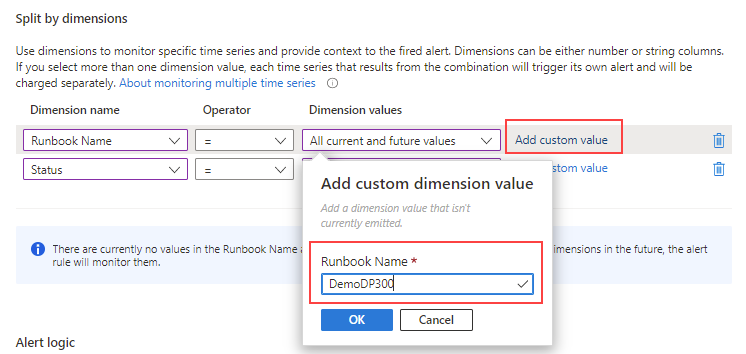 Split by dimensions
Use dimensions to monitor specific time series and provide context to the fired alert. Dimensions can be either number or string columns.
If you select more than one dimension value, each time series that results from the combination will trigger its own alert and will be
charged separately. About monitoring multiple time series
Dimension name Operator Dimension values
Runbook Name = All current and future values Add custom value
Status = custom value
Add custom dimension value
Add a dimension value that isn't
currently emitted.
There are currently no values in the Runbook Name dimensions in the future, the alert
rule will monitor them.
Runbook Name *
DemoDP300
OK Cancel
Alert logic